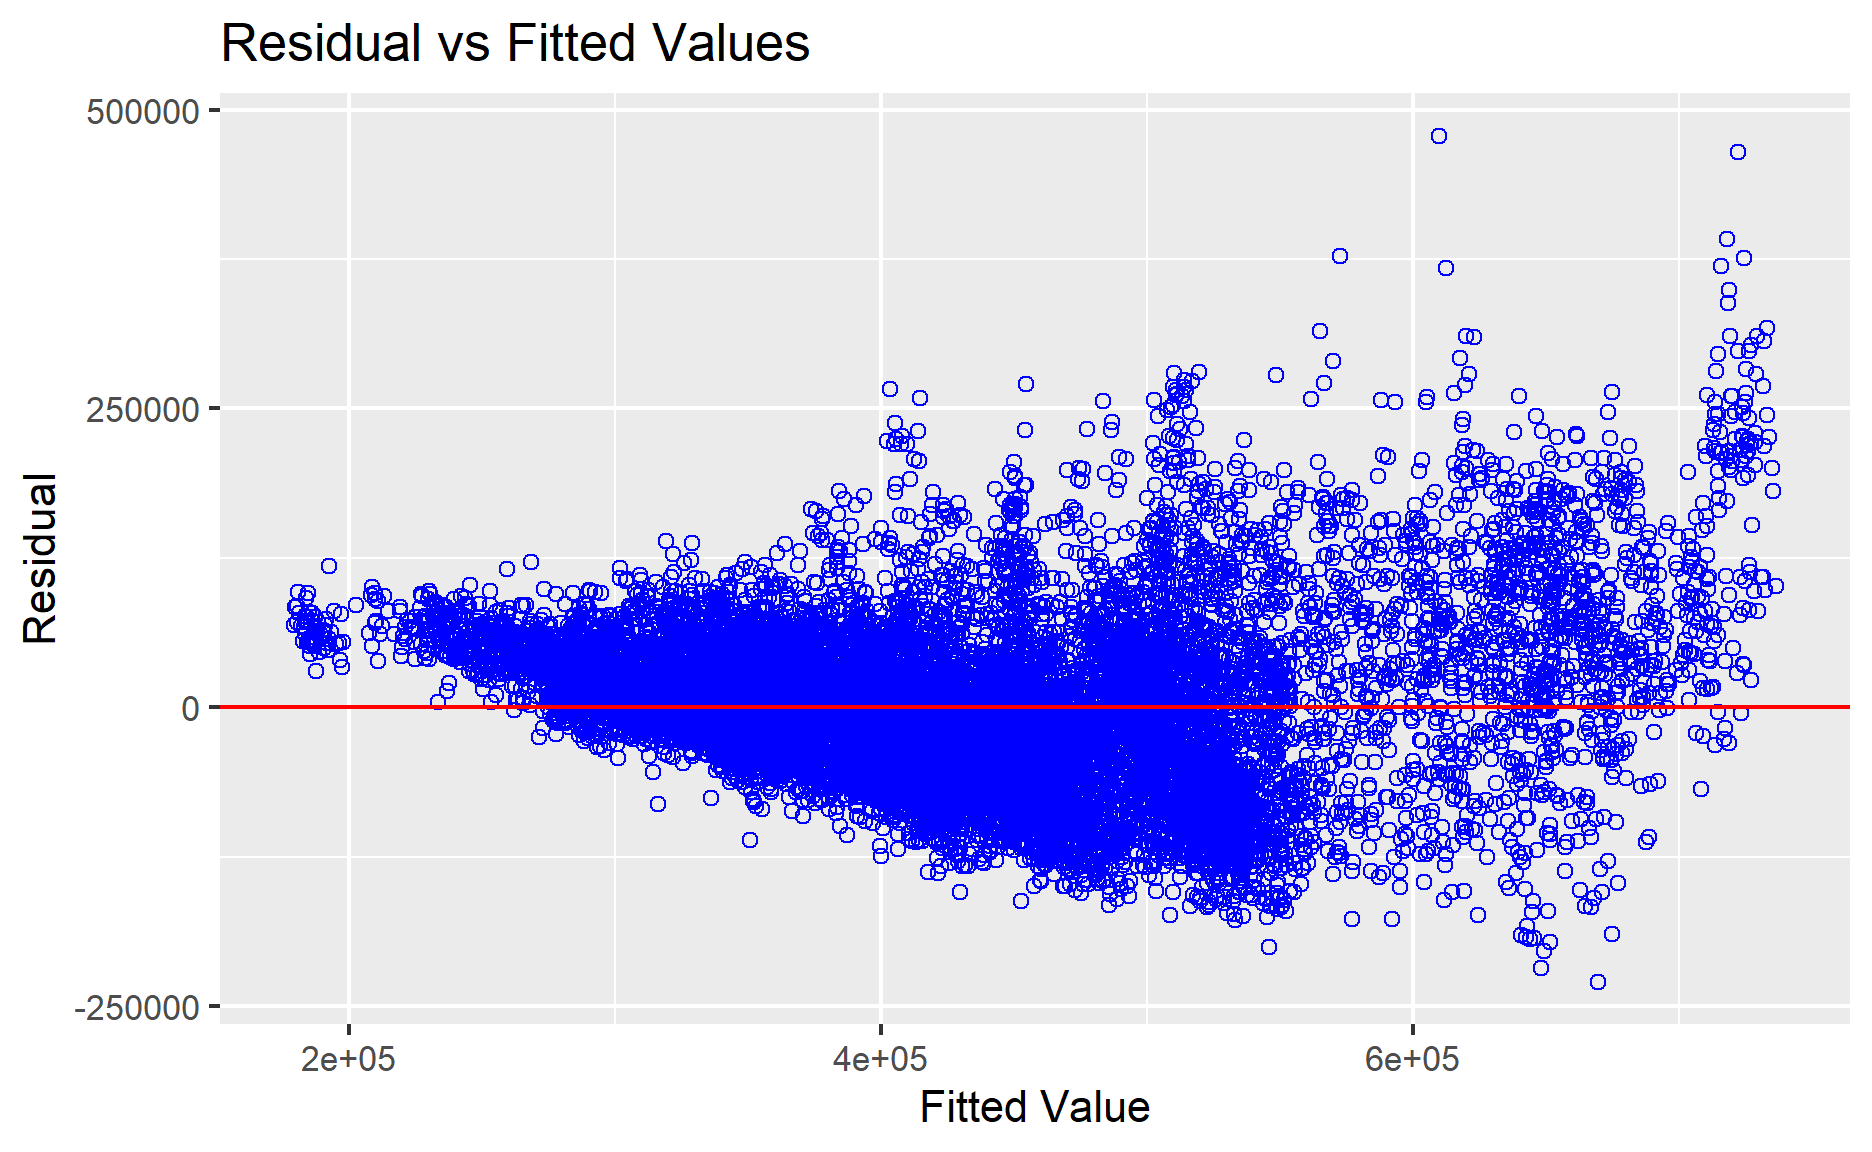 Residual vs Fitted Values
500000
250000
0
-250000
Residual
2e+05
4e+05
6e+05
Fitted Value